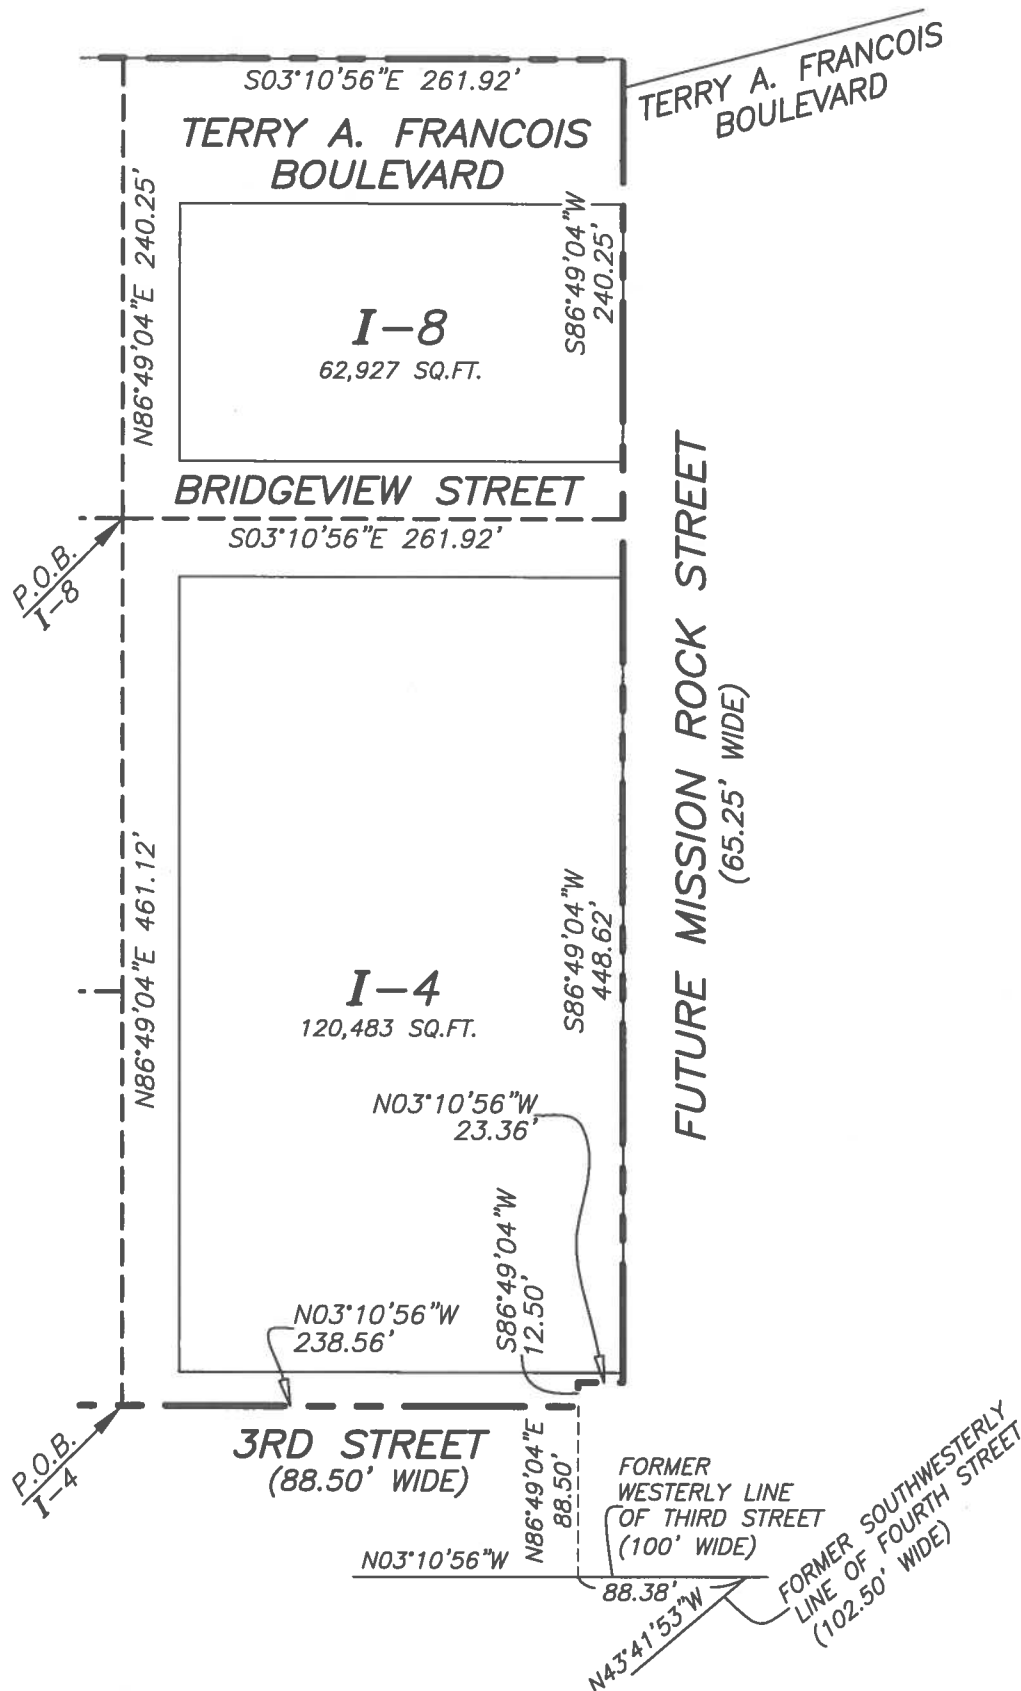 S03°10'56"E 261.92'
TERRY A. FRANCOIS
BOULEVARD
TERRY A. FRANCOIS
BOULEVARD
N86°49'04"E 240.25'
S86°49'04"W
240.25'
I-8
62,927 SQ.FT.
BRIDGEVIEW STREET
S03°10'56"E 261.92'
P.O.B.
I-8
FUTURE MISSION ROCK STREET
(65.25' WIDE)
N86°49'04"E 461.12'
S86°49'04"W
448.62'
I-4
120,483 SQ.FT.
N03°10'56"W
23.36'
S86°49'04"W
12.50'
N03°10'56"W
238.56'
P.O.B.
I-4
3RD STREET
(88.50' WIDE)
N86°49'04"E
88.50'
FORMER
WESTERLY LINE
OF THIRD STREET
(100' WIDE)
N03°10'56"W
88.38'
N43°41'53"W
FORMER SOUTHWESTERLY
LINE OF FOURTH STREET
(102.50' WIDE)